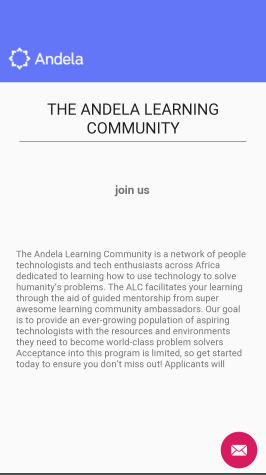 Andela
THE ANDELA LEARNING
COMMUNITY
join us
The Andela Learning Community is a network of people
technologists and tech enthusiasts across Africa
dedicated to learning how to use technology to solve
humanity's problems. The ALC facilitates your learning
through the aid of guided mentorship from super
awesome learning community ambassadors. Our goal
is to provide an ever-growing population of aspiring
technologists with the resources and environments
they need to become world-class problem solvers
Acceptance into this program is limited, so get started
today to ensure you don't miss out! Applicants will